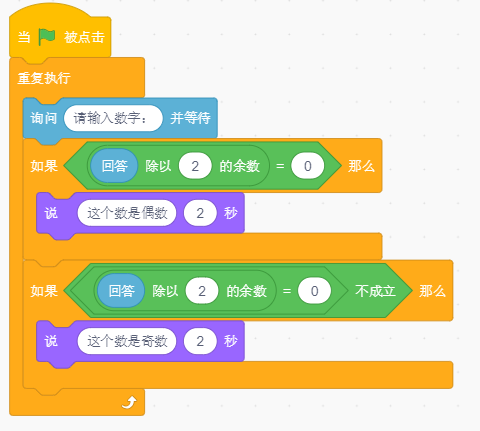 当 被点击
重复执行
询问 请输入数字： 并等待
如果 回答 除以 2 的余数 = 0 那么
说 这个数是偶数 2 秒
如果 回答 除以 2 的余数 = 0 不成立 那么
说 这个数是奇数 2 秒